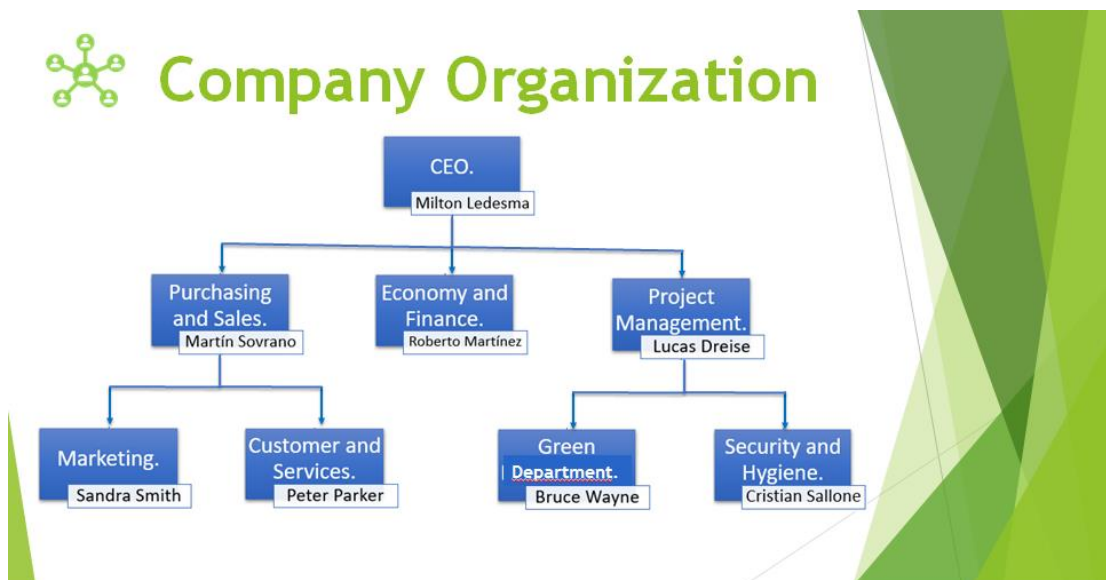 Company Organization
CEO.
Milton Ledesma
Purchasing
and Sales.
Martín Sovrano
Economy and
Finance.
Roberto Martínez
Project
Management.
Lucas Dreise
Marketing.
Sandra Smith
Customer and
Services.
Peter Parker
Green
Department.
Bruce Wayne
Security and
Hygiene.
Cristian Sallone